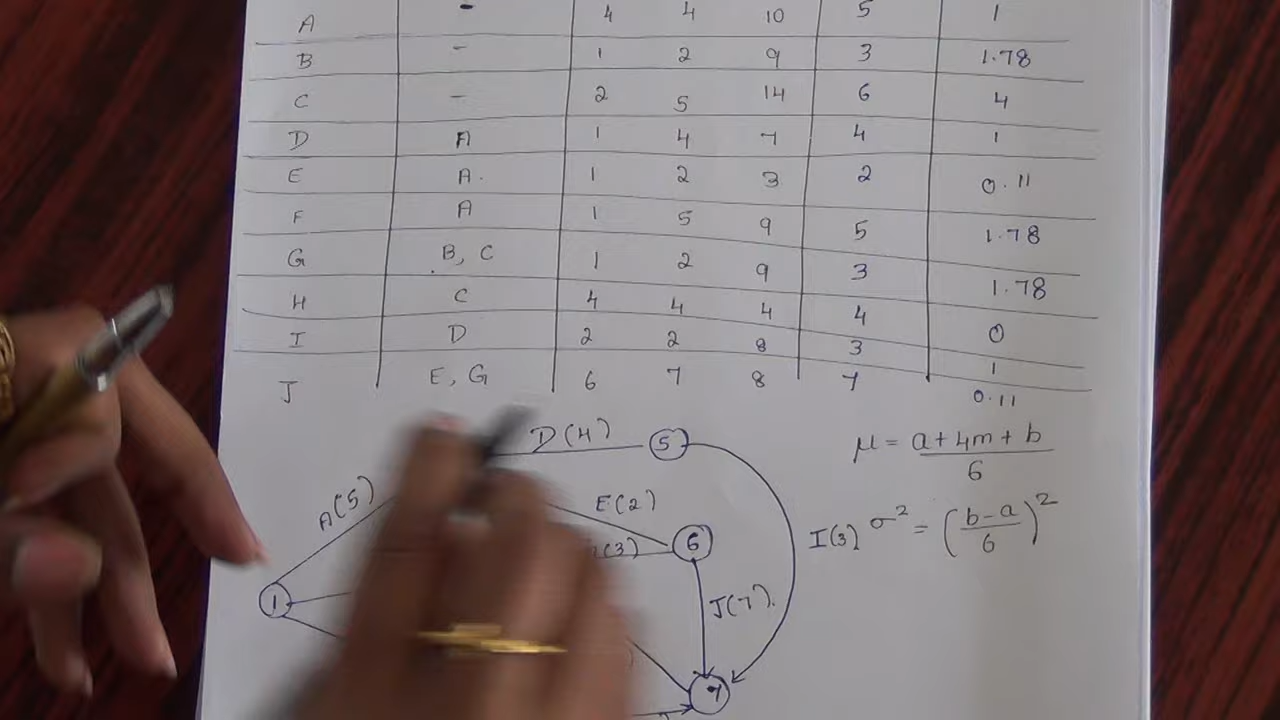 A - 4 4 10 5 1
B - 1 2 9 3 1.78
C - 2 5 14 6 4
D A 1 4 7 4 1
E A. 1 2 3 2 0.11
F A 1 5 9 5 1.78
G B, C 1 2 9 3 1.78
H C 4 4 4 4 0
I D 2 2 8 3 1
J E, G 6 7 8 7 0.11
D(4) 5
μ = a+4m+b
6
A(5) E(2)
I(3) σ² = (b-a)²
6
(3) 6
1 J(7).
7